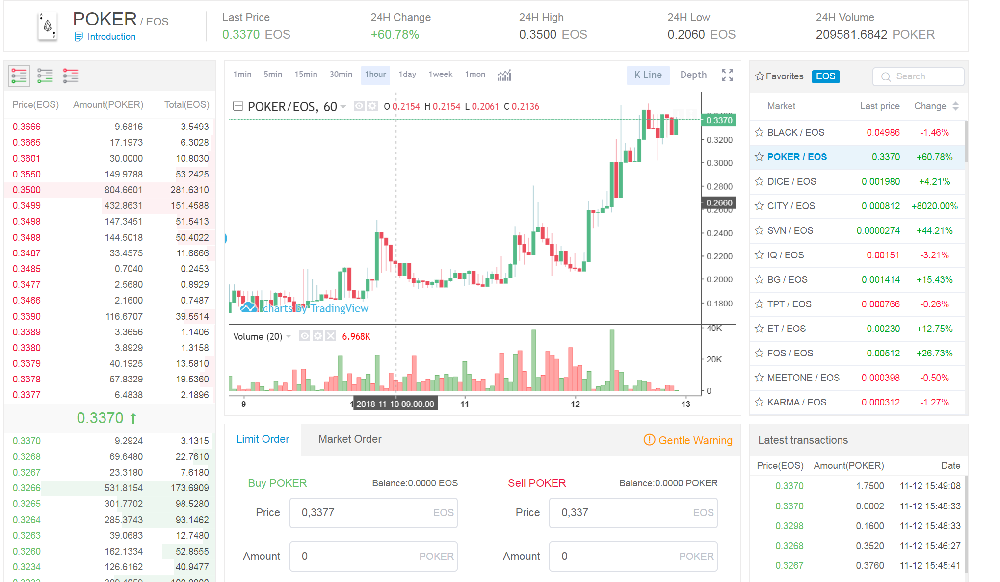 POKER / EOS
Introduction
Last Price
0.3370 EOS
24H Change
+60.78%
24H High
0.3500 EOS
24H Low
0.2060 EOS
24H Volume
209581.6842 POKER
Price(EOS) Amount(POKER) Total(EOS)
0.3666 9.6816 3.5493
0.3665 17.1973 6.3028
0.3601 30.0000 10.8030
0.3550 149.9788 53.2425
0.3500 804.6601 281.6310
0.3499 432.8631 151.4588
0.3498 147.3451 51.5413
0.3488 144.5018 50.4022
0.3487 33.4575 11.6666
0.3485 0.7040 0.2453
0.3477 2.5680 0.8929
0.3466 2.1600 0.7487
0.3390 116.6707 39.5514
0.3389 3.3656 1.1406
0.3380 3.8929 1.3158
0.3379 40.1925 13.5810
0.3378 57.8329 19.5360
0.3377 6.4838 2.1896
0.3370 ↑
0.3370 9.2924 3.1315
0.3268 69.6480 22.7610
0.3267 23.3180 7.6180
0.3266 531.8154 173.6909
0.3265 301.7702 98.5280
0.3264 285.3743 93.1462
0.3263 39.0683 12.7480
0.3260 162.1334 52.8555
0.3234 126.6162 40.9477
1min 5min 15min 30min 1hour 1day 1week 1mon K Line Depth
POKER/EOS, 60 O 0.2154 H 0.2154 L 0.2061 C 0.2136
0.3370
0.3200
0.3000
0.2800
0.2660
0.2600
0.2400
0.2200
0.2000
0.1800
charts by TradingView
Volume (20) 6.968K
40K
20K
0
9 1 2018-11-10 09:00:00 11 12 13
Limit Order Market Order Gentle Warning
Buy POKER Balance:0.0000 EOS
Price 0,3377 EOS
Amount 0 POKER
Sell POKER Balance:0.0000 POKER
Price 0,337 EOS
Amount 0 POKER
Favorites EOS Search
Market Last price Change
BLACK / EOS 0.04986 -1.46%
POKER / EOS 0.3370 +60.78%
DICE / EOS 0.001980 +4.21%
CITY / EOS 0.000812 +8020.00%
SVN / EOS 0.0000274 +44.21%
IQ / EOS 0.00151 -3.21%
BG / EOS 0.001414 +15.43%
TPT / EOS 0.000766 -0.26%
ET / EOS 0.00230 +12.75%
FOS / EOS 0.00512 +26.73%
MEETONE / EOS 0.000398 -0.50%
KARMA / EOS 0.000312 -1.27%
Latest transactions
Price(EOS) Amount(POKER) Date
0.3370 1.7500 11-12 15:49:08
0.3370 0.0002 11-12 15:48:33
0.3298 0.1600 11-12 15:48:33
0.3268 0.3520 11-12 15:46:27
0.3267 0.3760 11-12 15:45:41